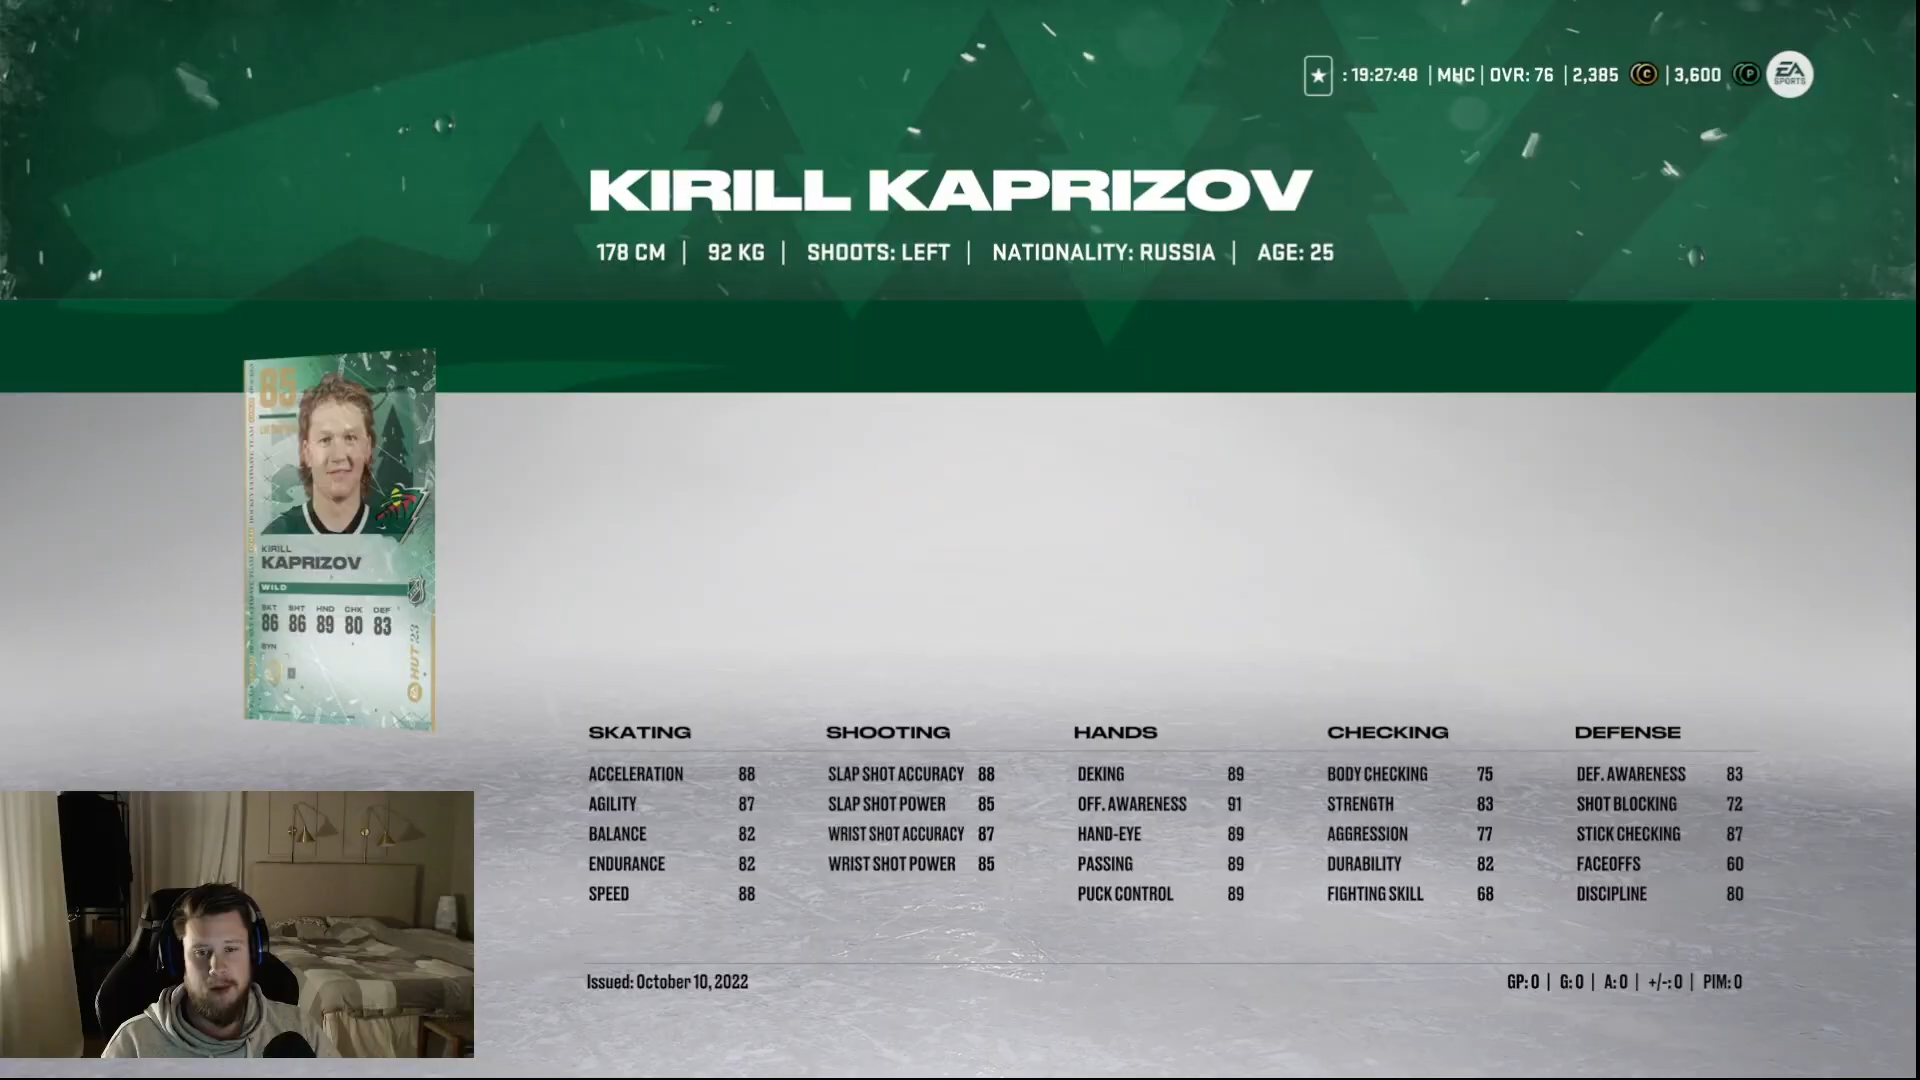 : 19:27:48 | MHC | OVR: 76 | 2,385 C | 3,600 P EA SPORTS
KIRILL KAPRIZOV
178 CM | 92 KG | SHOOTS: LEFT | NATIONALITY: RUSSIA | AGE: 25
85
KIRILL
KAPRIZOV
WILD
SKT SHT HND CHK DEF
86 86 89 80 83
SYN
HUT 23
SKATING SHOOTING HANDS CHECKING DEFENSE
ACCELERATION 88 SLAP SHOT ACCURACY 88 DEKING 89 BODY CHECKING 75 DEF. AWARENESS 83
AGILITY 87 SLAP SHOT POWER 85 OFF. AWARENESS 91 STRENGTH 83 SHOT BLOCKING 72
BALANCE 82 WRIST SHOT ACCURACY 87 HAND-EYE 89 AGGRESSION 77 STICK CHECKING 87
ENDURANCE 82 WRIST SHOT POWER 85 PASSING 89 DURABILITY 82 FACEOFFS 60
SPEED 88 PUCK CONTROL 89 FIGHTING SKILL 68 DISCIPLINE 80
Issued: October 10, 2022 GP: 0 | G: 0 | A: 0 | +/-: 0 | PIM: 0